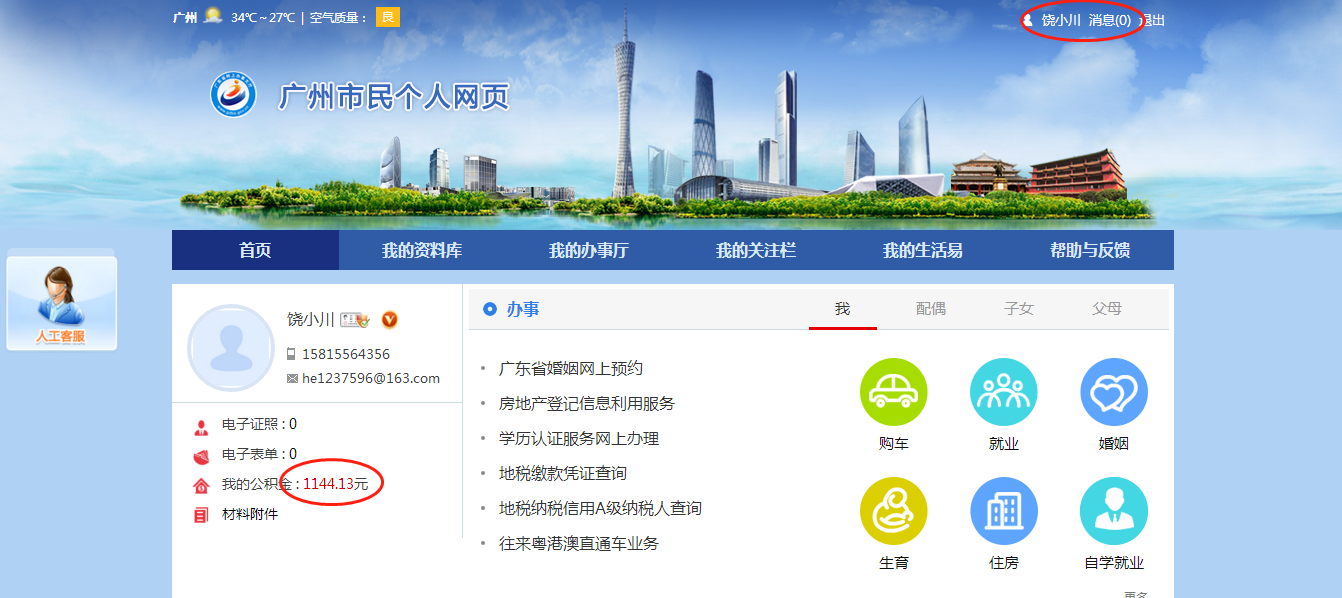 广州 34℃~27℃ | 空气质量： 良
饶小川 消息(0) 退出
广州市民个人网页
首页 我的资料库 我的办事厅 我的关注栏 我的生活易 帮助与反馈
人工客服
饶小川
15815564356
he1237596@163.com
电子证照 : 0
电子表单 : 0
我的公积金 : 1144.13元
材料附件
办事 我 配偶 子女 父母
广东省婚姻网上预约
房地产登记信息利用服务
学历认证服务网上办理
地税缴款凭证查询
地税纳税信用A级纳税人查询
往来粤港澳直通车业务
购车 就业 婚姻
生育 住房 自学就业
更多